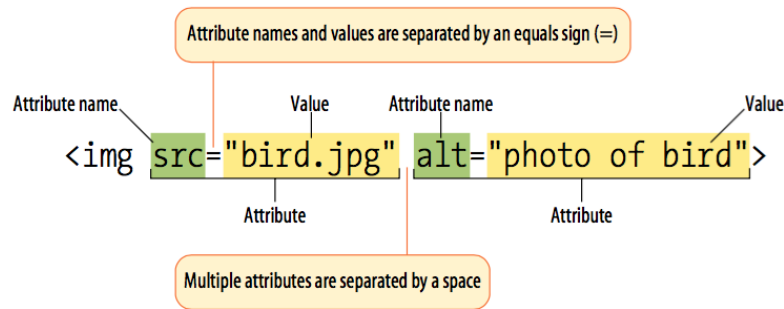 Attribute names and values are separated by an equals sign (=)
Attribute name Value Attribute name Value
<img src="bird.jpg" alt="photo of bird">
Attribute Attribute
Multiple attributes are separated by a space